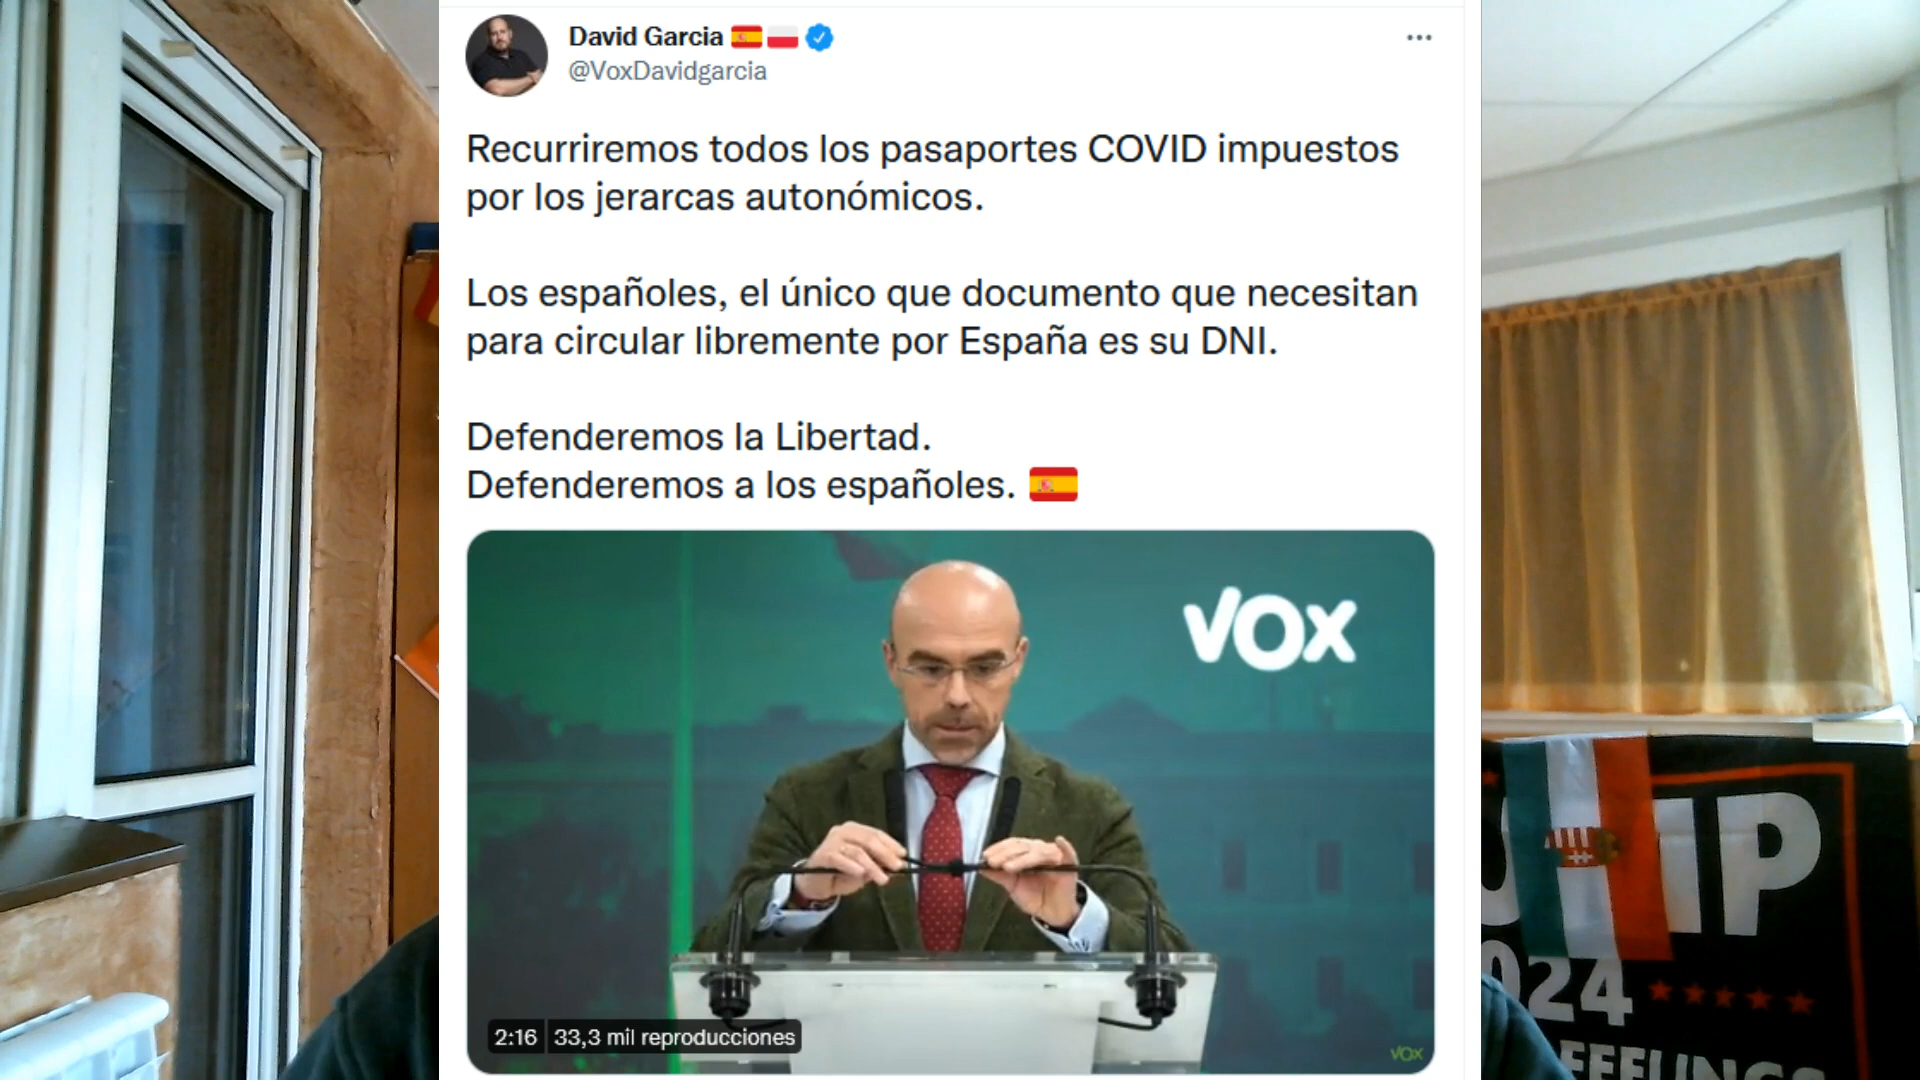 David Garcia
@VoxDavidgarcia
Recurriremos todos los pasaportes COVID impuestos
por los jerarcas autonómicos.
Los españoles, el único que documento que necesitan
para circular libremente por España es su DNI.
Defenderemos la Libertad.
Defenderemos a los españoles.
VOX
2:16 33,3 mil reproducciones
VOX